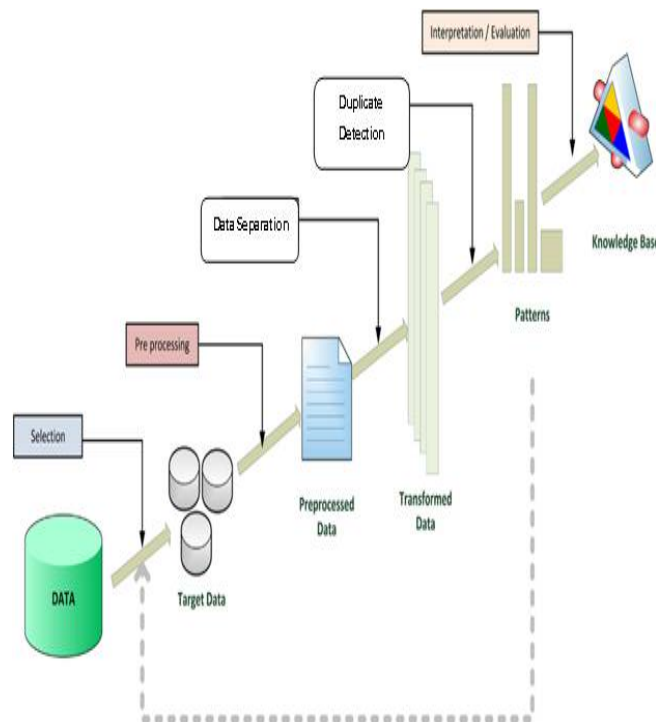 Interpretation / Evaluation
Duplicate
Detection
Knowledge Base
Data Separation
Patterns
Pre processing
Transformed
Data
Preprocessed
Data
Selection
Target Data
DATA